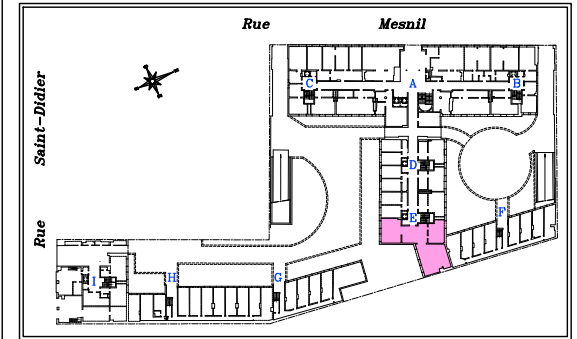 Rue Mesnil
Rue Saint-Didier
C A B
D
E F
H G
I